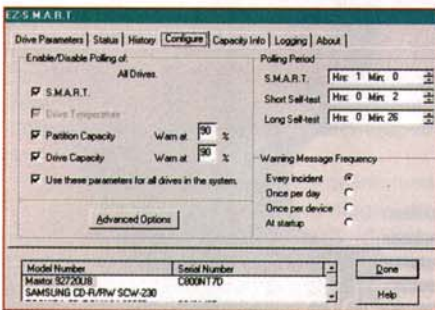 EZ-S.M.A.R.T.
Drive Parameters Status History Configure Capacity Info Logging About
Enable/Disable Polling of:
All Drives.
S.M.A.R.T.
Drive Temperature
Partition Capacity Warn at 90 %
Drive Capacity Warn at 90 %
Use these parameters for all drives in the system.
Advanced Options
Polling Period
S.M.A.R.T. Hrs: 1 Min: 0
Short Self-test Hrs: 0 Min: 2
Long Self-test Hrs: 0 Min: 26
Warning Message Frequency
Every incident
Once per day
Once per device
At startup
Model Number Serial Number
Maxtor 92720U8 C800NT7D
SAMSUNG CD-R/RW SCW-230
Done
Help